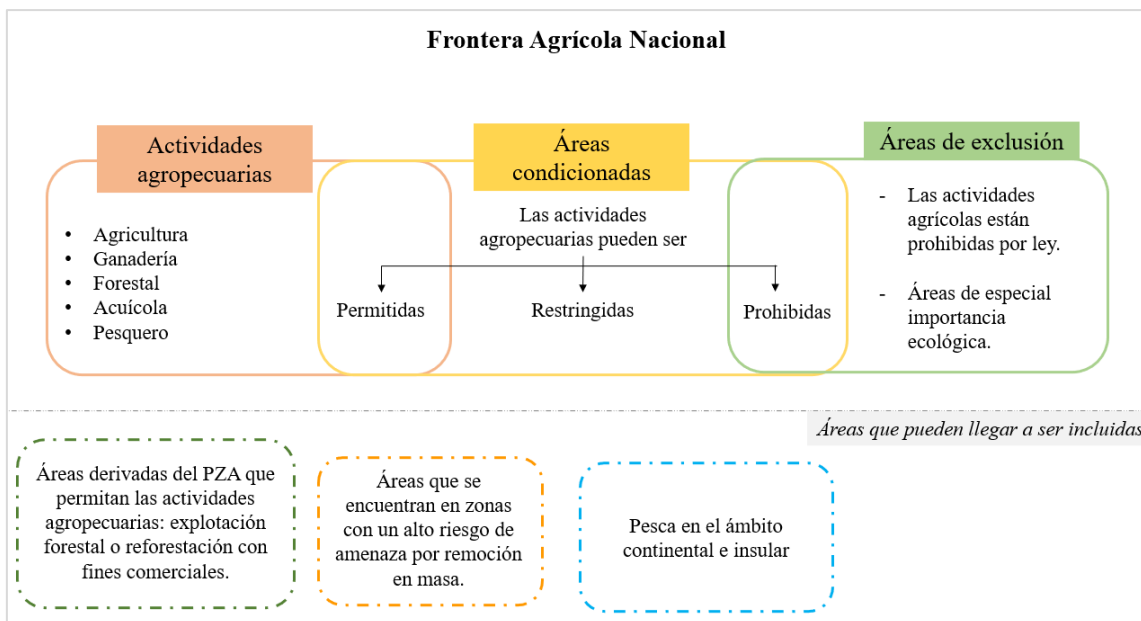 Frontera Agrícola Nacional
Actividades
agropecuarias
• Agricultura
• Ganadería
• Forestal
• Acuícola
• Pesquero
Áreas
condicionadas
Las actividades
agropecuarias pueden ser
Permitidas
Restringidas
Prohibidas
Áreas de exclusión
- Las actividades
agrícolas están
prohibidas por ley.
- Áreas de especial
importancia
ecológica.
Áreas que pueden llegar a ser incluidas
Áreas derivadas del PZA que
permitan las actividades
agropecuarias: explotación
forestal o reforestación con
fines comerciales.
Áreas que se
encuentran en zonas
con un alto riesgo de
amenaza por remoción
en masa.
Pesca en el ámbito
continental e insular